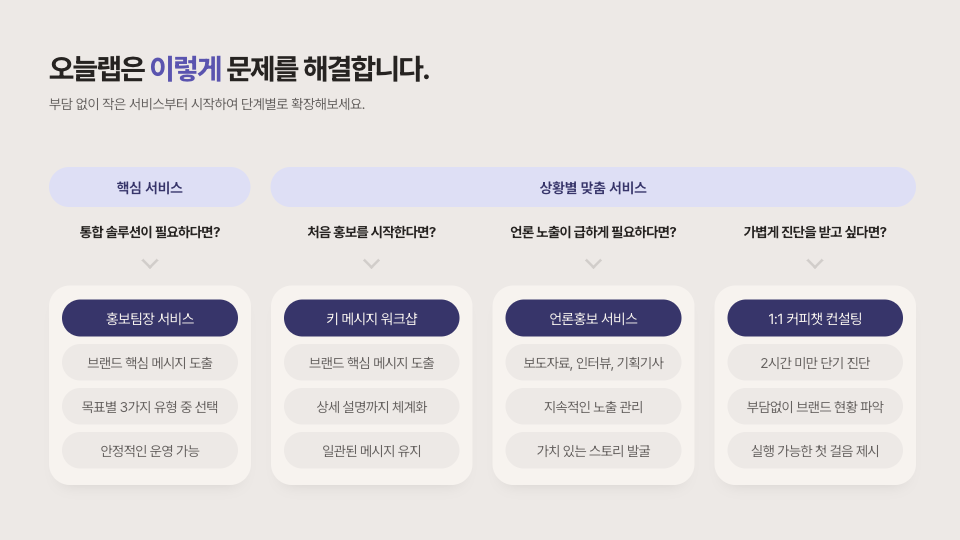 오늘랩은 이렇게 문제를 해결합니다.
부담 없이 작은 서비스부터 시작하여 단계별로 확장해보세요.
핵심 서비스
상황별 맞춤 서비스
통합 솔루션이 필요하다면?
처음 홍보를 시작한다면?
언론 노출이 급하게 필요하다면?
가볍게 진단을 받고 싶다면?
홍보팀장 서비스
브랜드 핵심 메시지 도출
목표별 3가지 유형 중 선택
안정적인 운영 가능
키 메시지 워크샵
브랜드 핵심 메시지 도출
상세 설명까지 체계화
일관된 메시지 유지
언론홍보 서비스
보도자료, 인터뷰, 기획기사
지속적인 노출 관리
가치 있는 스토리 발굴
1:1 커피챗 컨설팅
2시간 미만 단기 진단
부담없이 브랜드 현황 파악
실행 가능한 첫 걸음 제시